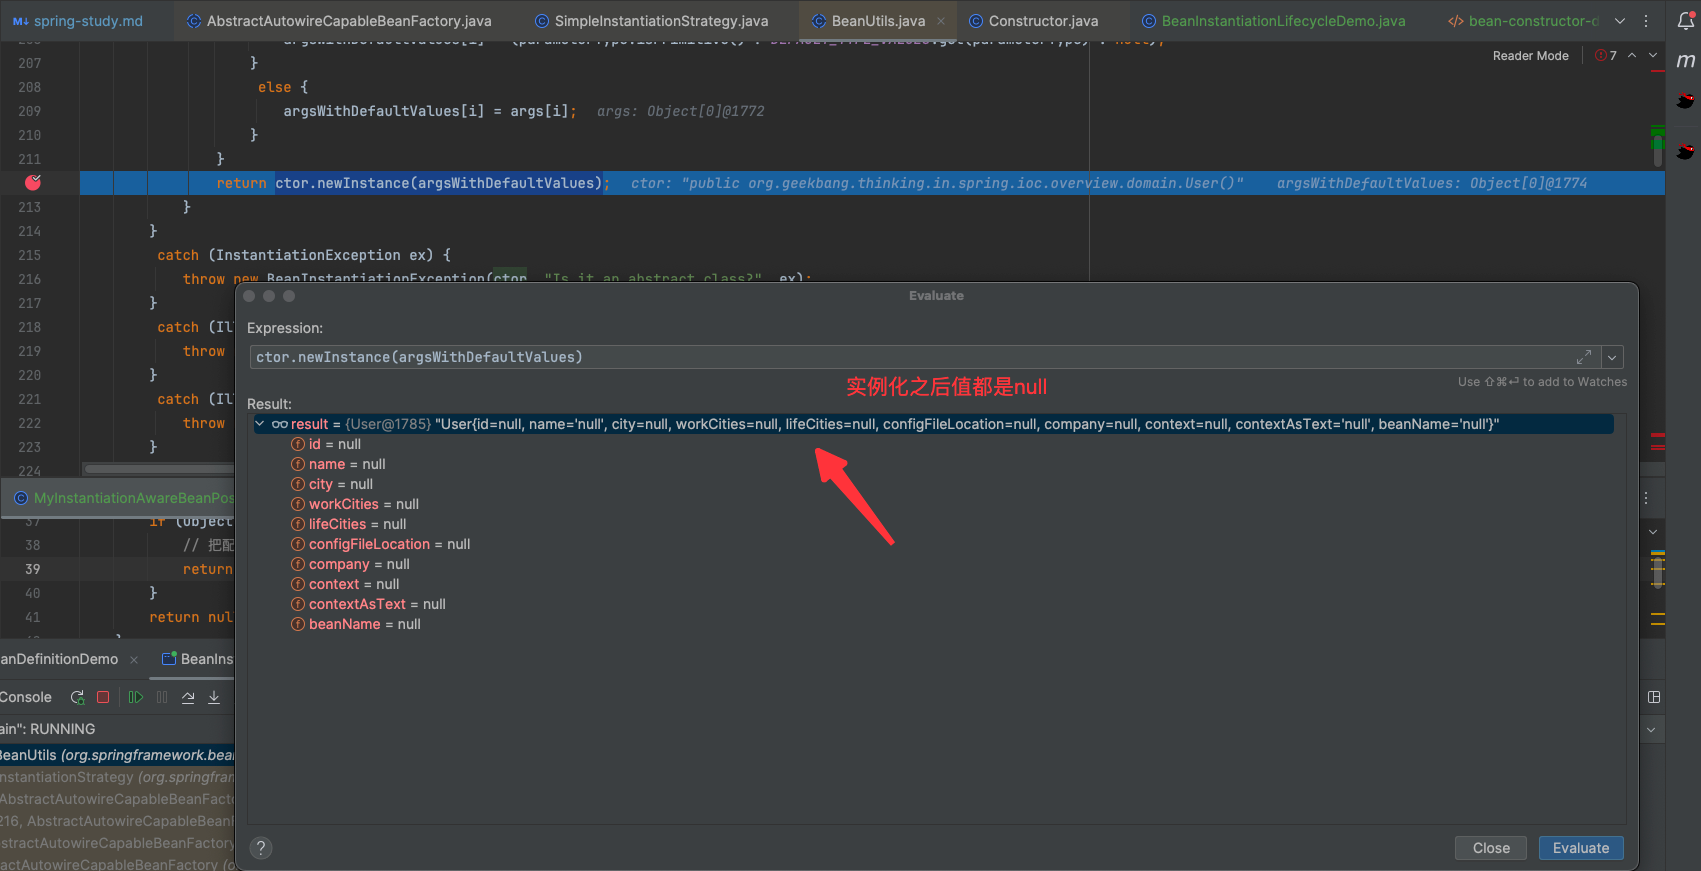 spring-study.md
AbstractAutowireCapableBeanFactory.java
SimpleInstantiationStrategy.java
BeanUtils.java
Constructor.java
BeanInstantiationLifecycleDemo.java
bean-constructor-d
Reader Mode
7
207 }
208 else {
209 argsWithDefaultValues[i] = args[i]; args: Object[0]@1772
210 }
211 }
return ctor.newInstance(argsWithDefaultValues); ctor: "public org.geekbang.thinking.in.spring.ioc.overview.domain.User()" argsWithDefaultValues: Object[0]@1774
213 }
214 }
215 catch (InstantiationException ex) {
216 throw new BeanInstantiationException(ctor, "Is it an abstract class?", ex);
217 }
218 catch (Il
219 throw
220 }
221 catch (Il
222 throw
223 }
224
Evaluate
Expression:
ctor.newInstance(argsWithDefaultValues)
Use ⇧⌘⏎ to add to Watches
实例化之后值都是null
Result:
result = {User@1785} "User{id=null, name='null', city=null, workCities=null, lifeCities=null, configFileLocation=null, company=null, context=null, contextAsText='null', beanName='null'}"
id = null
name = null
city = null
workCities = null
lifeCities = null
configFileLocation = null
company = null
context = null
contextAsText = null
beanName = null
Close
Evaluate
MyInstantiationAwareBeanPos
37 if (Object
38 // 把配
39 return
40 }
41 return nul
anDefinitionDemo
BeanIns
Console
ain": RUNNING
BeanUtils (org.springframework.bea
nstantiationStrategy (org.springfram
AbstractAutowireCapableBeanFacto
216, AbstractAutowireCapableBeanF
stractAutowireCapableBeanFactory
actAutowireCapableBeanFactory (o